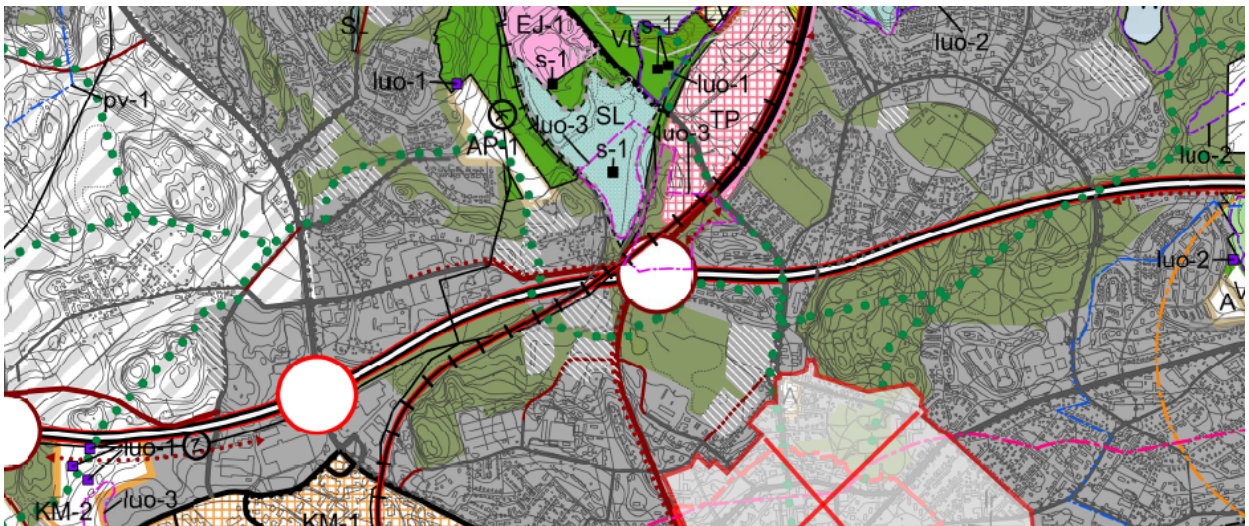 SL
EJ-1
s-1
VL
s-1
luo-2
luo-1
luo-1
pv-1
AP-1
luo-3
SL
luo-3
TP
s-1
luo-2
luo-2
A
V
A
luo-1
luo-3
KM-2
KM-1